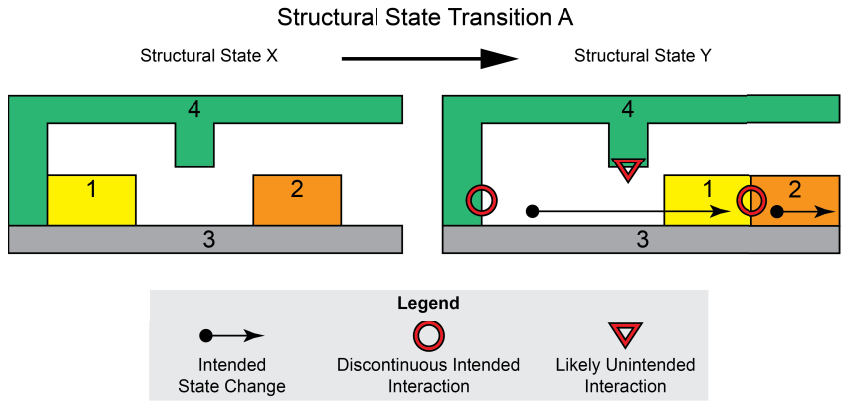 Structural State Transition A
Structural State X
Structural State Y
4
1
2
3
4
1
2
3
Legend
Intended
State Change
Discontinuous Intended
Interaction
Likely Unintended
Interaction